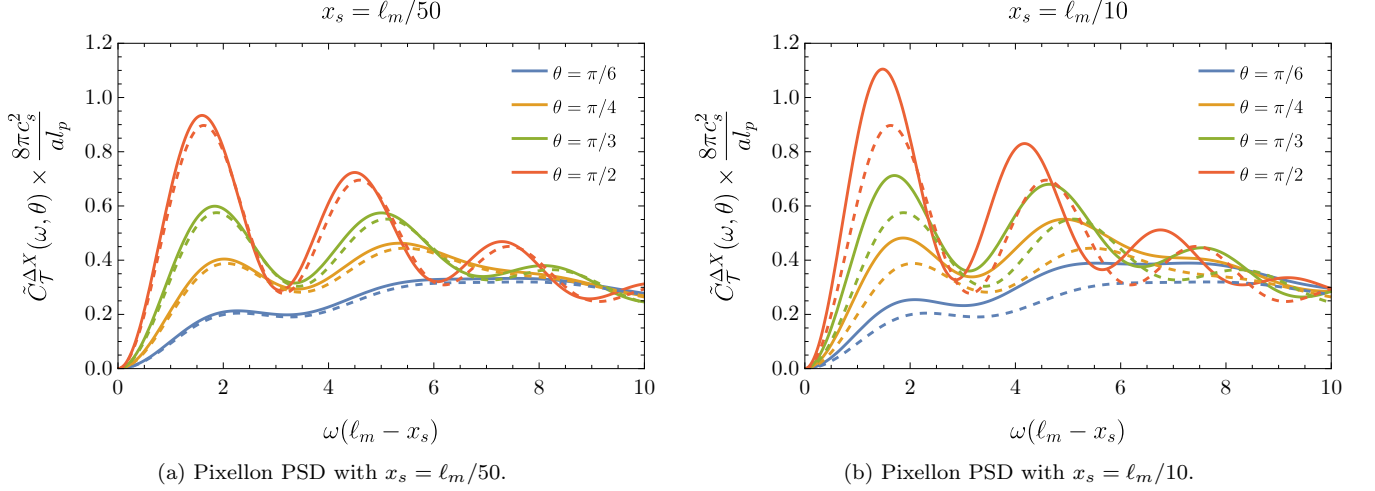 x_s = ℓ_m/50
C̃_𝒯^{ΔX}(ω, θ) × 8πc_s^2 / al_p
1.2
1.0
0.8
0.6
0.4
0.2
0.0
θ = π/6
θ = π/4
θ = π/3
θ = π/2
0 2 4 6 8 10
ω(ℓ_m − x_s)
(a) Pixellon PSD with x_s = ℓ_m/50.
x_s = ℓ_m/10
C̃_𝒯^{ΔX}(ω, θ) × 8πc_s^2 / al_p
1.2
1.0
0.8
0.6
0.4
0.2
0.0
θ = π/6
θ = π/4
θ = π/3
θ = π/2
0 2 4 6 8 10
ω(ℓ_m − x_s)
(b) Pixellon PSD with x_s = ℓ_m/10.